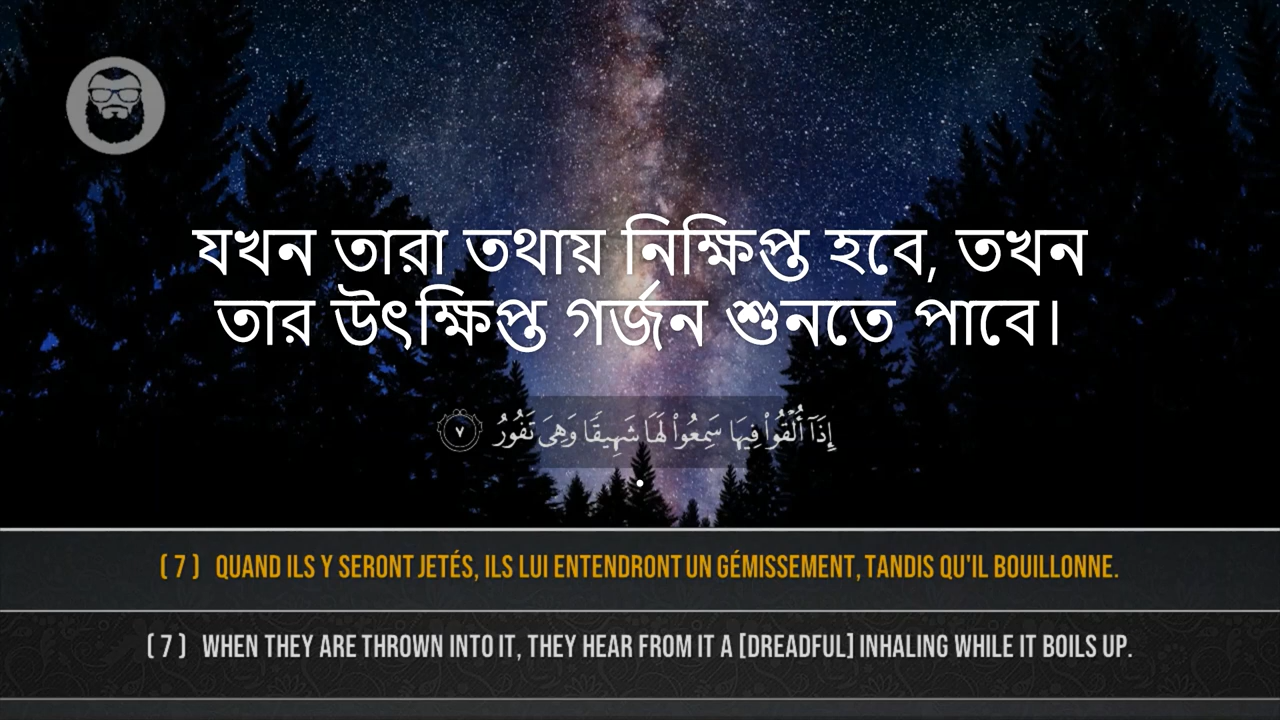 যখন তারা তথায় নিক্ষিপ্ত হবে, তখন
তার উৎক্ষিপ্ত গর্জন শুনতে পাবে।
إِذَآ أُلْقُوا۟ فِيهَا سَمِعُوا۟ لَهَا شَهِيقًا وَهِىَ تَفُورُ ٧
.
( 7 ) QUAND ILS Y SERONT JETÉS, ILS LUI ENTENDRONT UN GÉMISSEMENT, TANDIS QU'IL BOUILLONNE.
( 7 ) WHEN THEY ARE THROWN INTO IT, THEY HEAR FROM IT A [DREADFUL] INHALING WHILE IT BOILS UP.